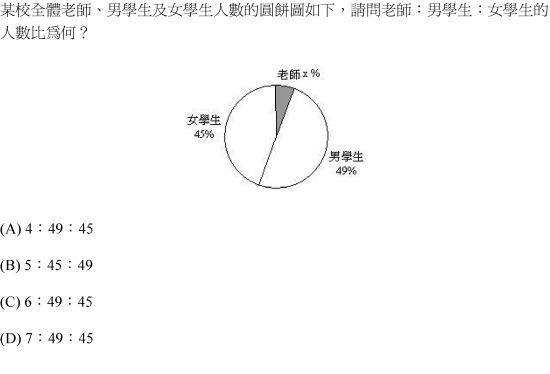 某校全體老師、男學生及女學生人數的圓餅圖如下，請問老師：男學生：女學生的
人數比爲何？
老師 x %
女學生
45%
男學生
49%
(A) 4：49：45
(B) 5：45：49
(C) 6：49：45
(D) 7：49：45